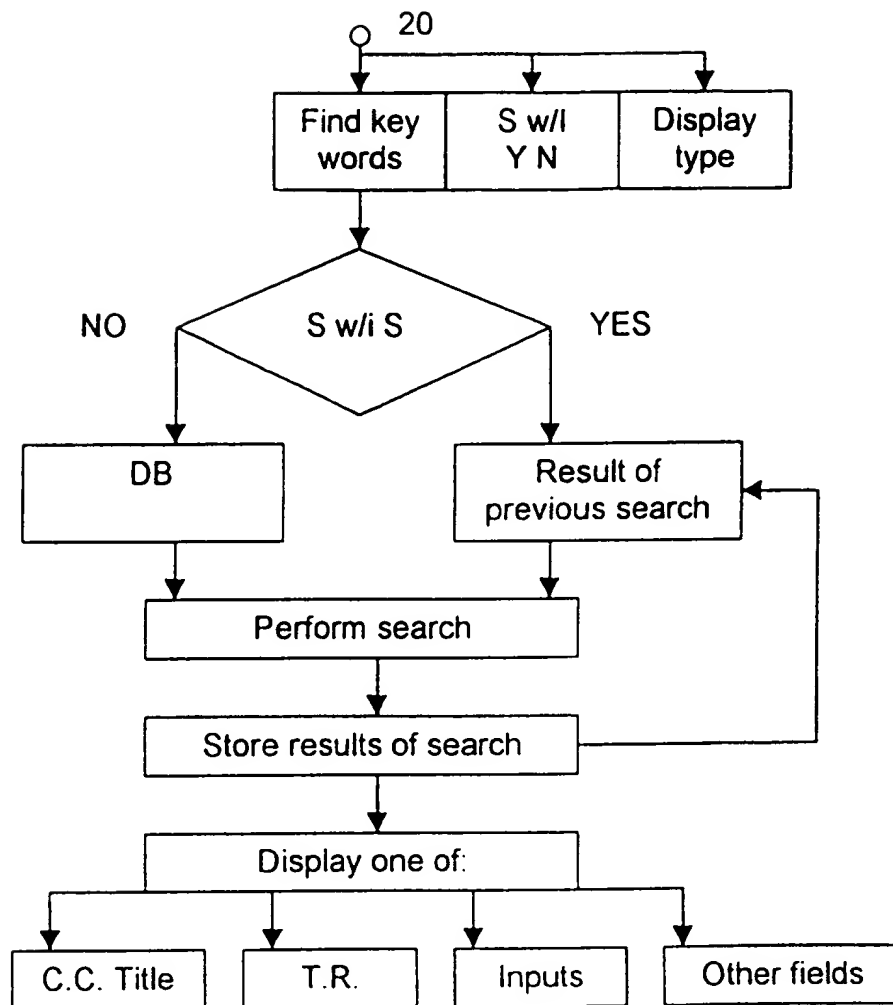 20
Find key
words
S w/I
Y N
Display
type
NO
S w/i S
YES
DB
Result of
previous search
Perform search
Store results of search
Display one of:
C.C. Title
T.R.
Inputs
Other fields